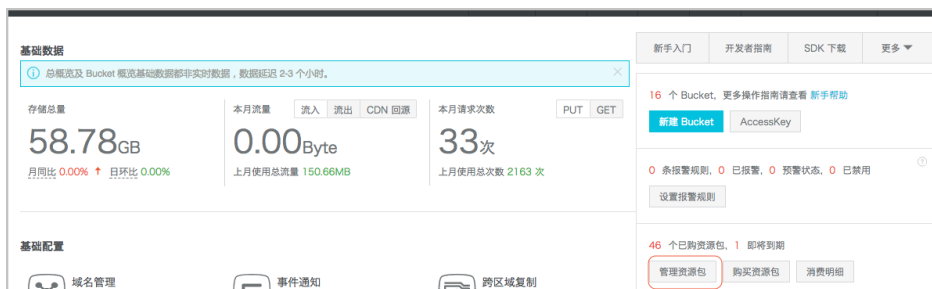 基础数据
总概览及 Bucket 概览基础数据都非实时数据，数据延迟 2-3 个小时。
存储总量
58.78GB
月同比 0.00% ↑ 日环比 0.00%
本月流量 流入 流出 CDN 回源
0.00Byte
上月使用总流量 150.66MB
本月请求次数 PUT GET
33次
上月使用总次数 2163 次
基础配置
域名管理
事件通知
跨区域复制
新手入门 开发者指南 SDK 下载 更多
16 个 Bucket，更多操作指南请查看 新手帮助
新建 Bucket AccessKey
0 条报警规则，0 已报警，0 预警状态，0 已禁用
设置报警规则
46 个已购资源包，1 即将到期
管理资源包 购买资源包 消费明细